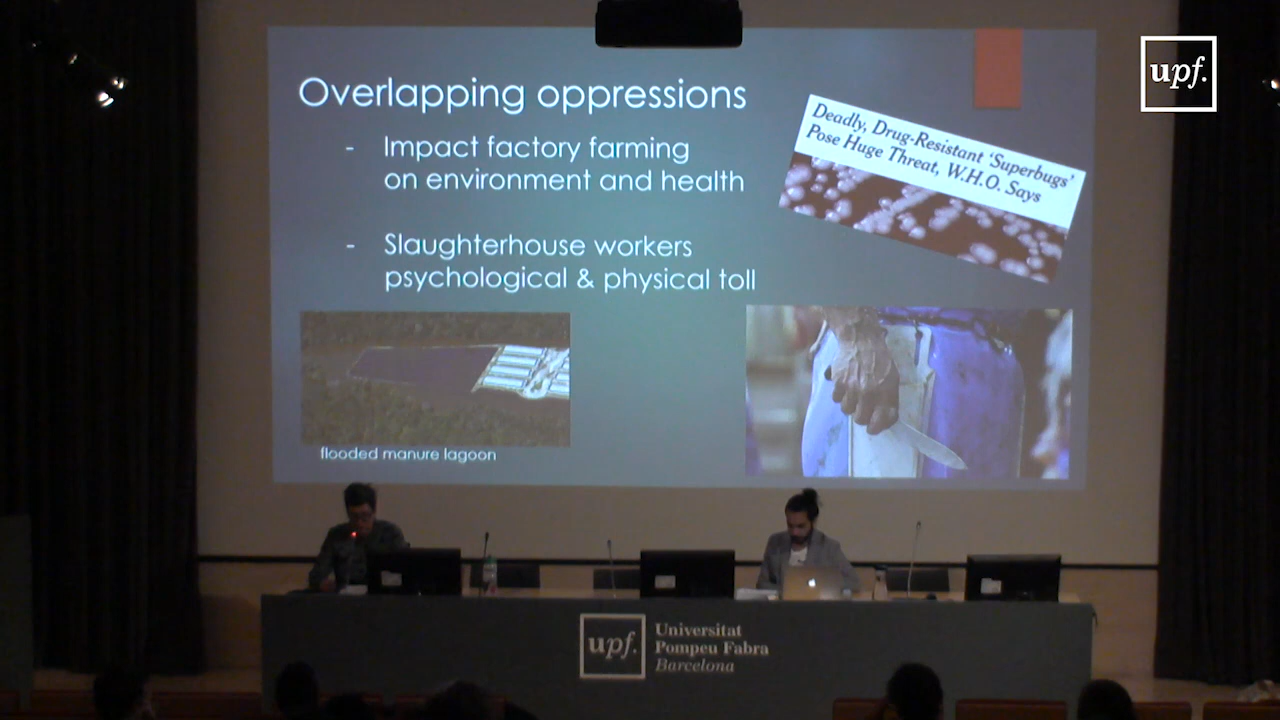 upf.
Overlapping oppressions
- Impact factory farming
on environment and health
- Slaughterhouse workers
psychological & physical toll
Deadly, Drug-Resistant 'Superbugs'
Pose Huge Threat, W.H.O. Says
flooded manure lagoon
upf.
Universitat
Pompeu Fabra
Barcelona